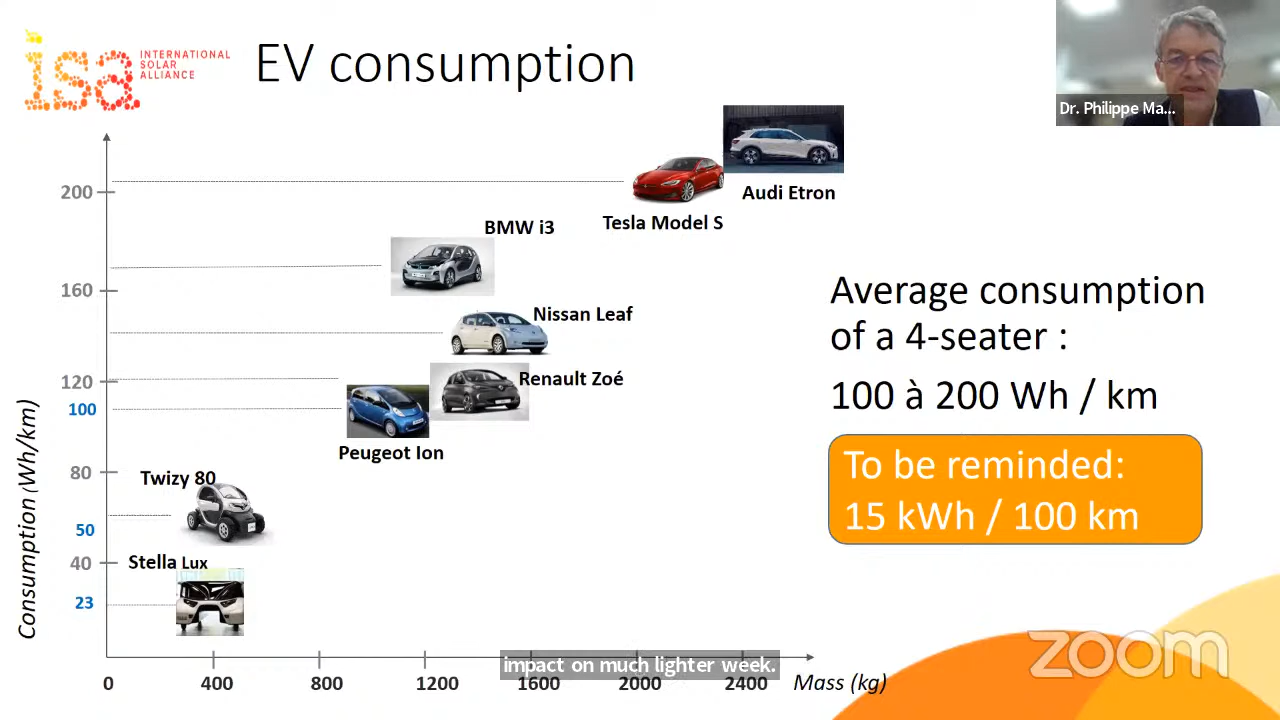 isa
INTERNATIONAL
SOLAR
ALLIANCE
EV consumption
Dr. Philippe Ma...
200
160
120
100
80
50
40
23
Consumption (Wh/km)
Audi Etron
Tesla Model S
BMW i3
Nissan Leaf
Renault Zoé
Peugeot Ion
Twizy 80
Stella Lux
Average consumption
of a 4-seater :
100 à 200 Wh / km
To be reminded:
15 kWh / 100 km
zoom
impact on much lighter week.
0 400 800 1200 1600 2000 2400 Mass (kg)